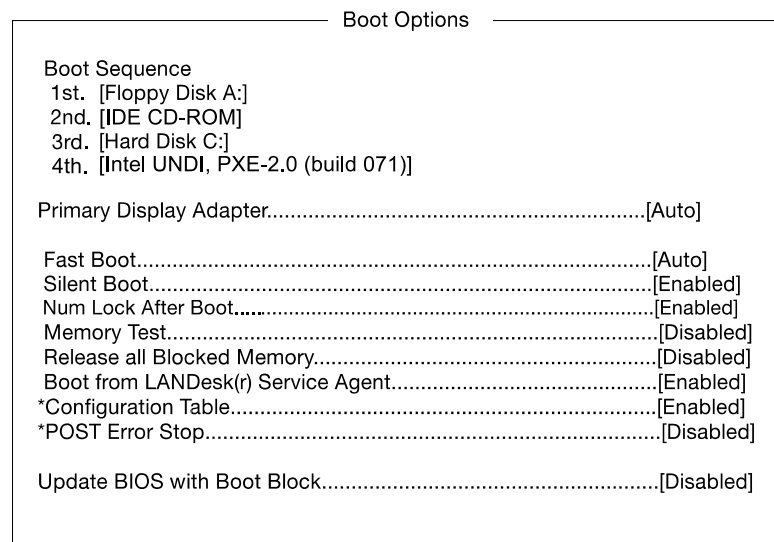 Boot Options
Boot Sequence
1st. [Floppy Disk A:]
2nd. [IDE CD-ROM]
3rd. [Hard Disk C:]
4th. [Intel UNDI, PXE-2.0 (build 071)]
Primary Display Adapter................................................................[Auto]
Fast Boot........................................................................................[Auto]
Silent Boot......................................................................................[Enabled]
Num Lock After Boot.......................................................................[Enabled]
Memory Test...................................................................................[Disabled]
Release all Blocked Memory...........................................................[Disabled]
Boot from LANDesk(r) Service Agent.............................................[Enabled]
*Configuration Table........................................................................[Enabled]
*POST Error Stop.............................................................................[Disabled]
Update BIOS with Boot Block.........................................................[Disabled]